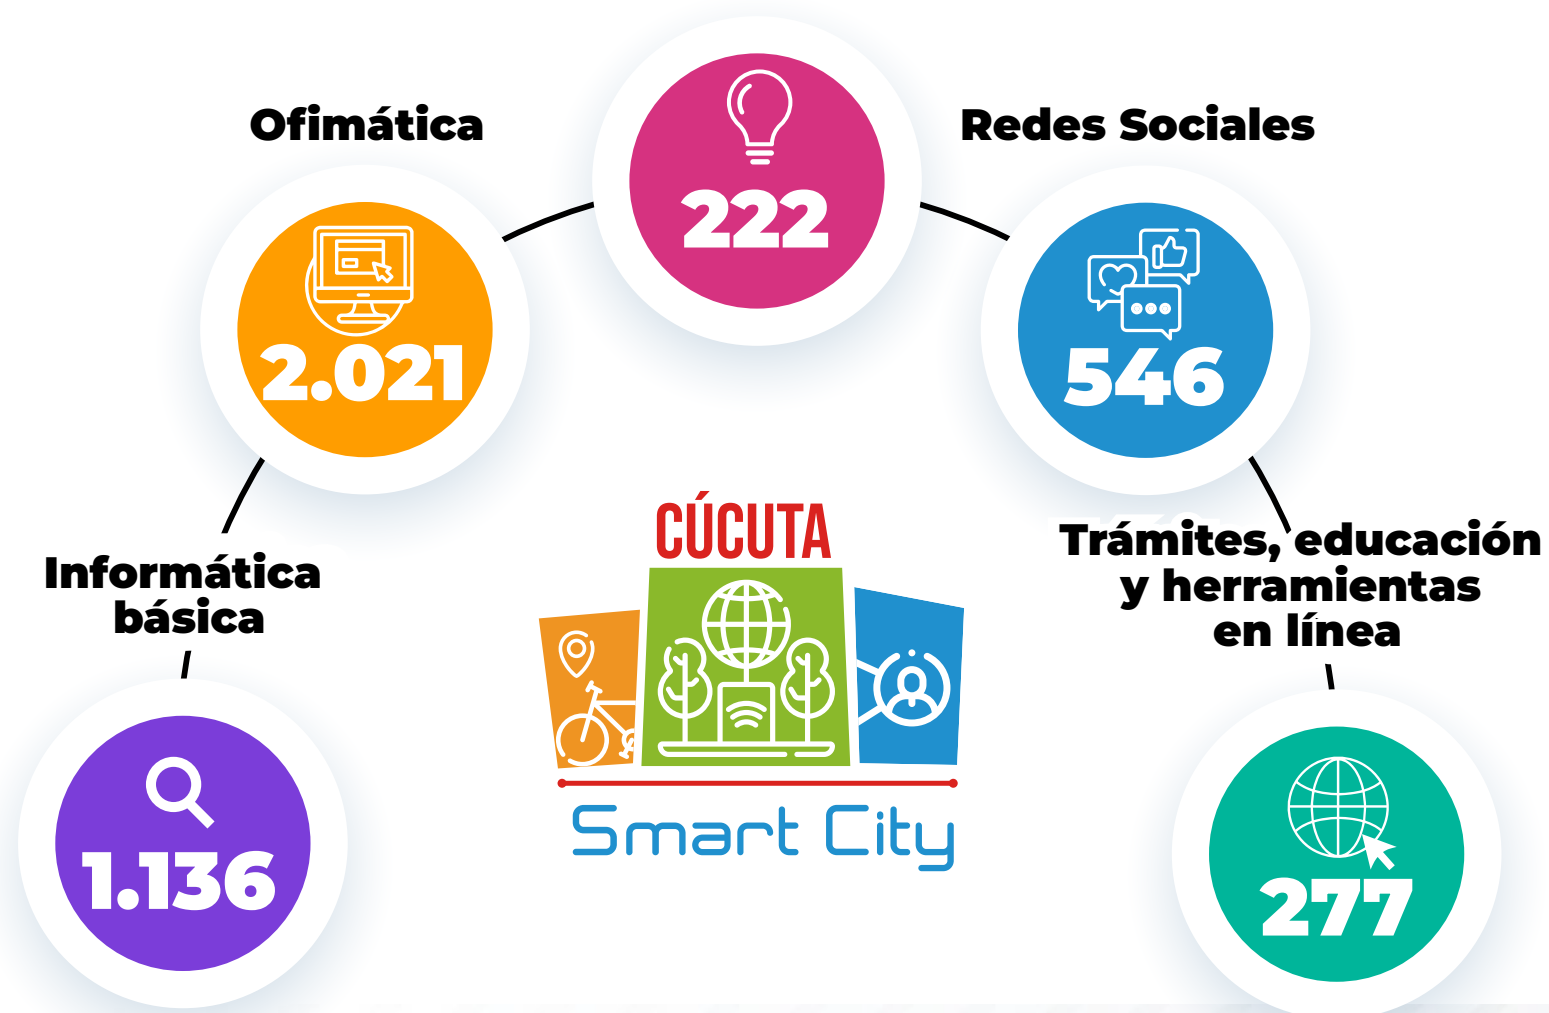 222
Ofimática
2.021
Redes Sociales
546
Informática
básica
1.136
CÚCUTA
Smart City
Trámites, educación
y herramientas
en línea
277